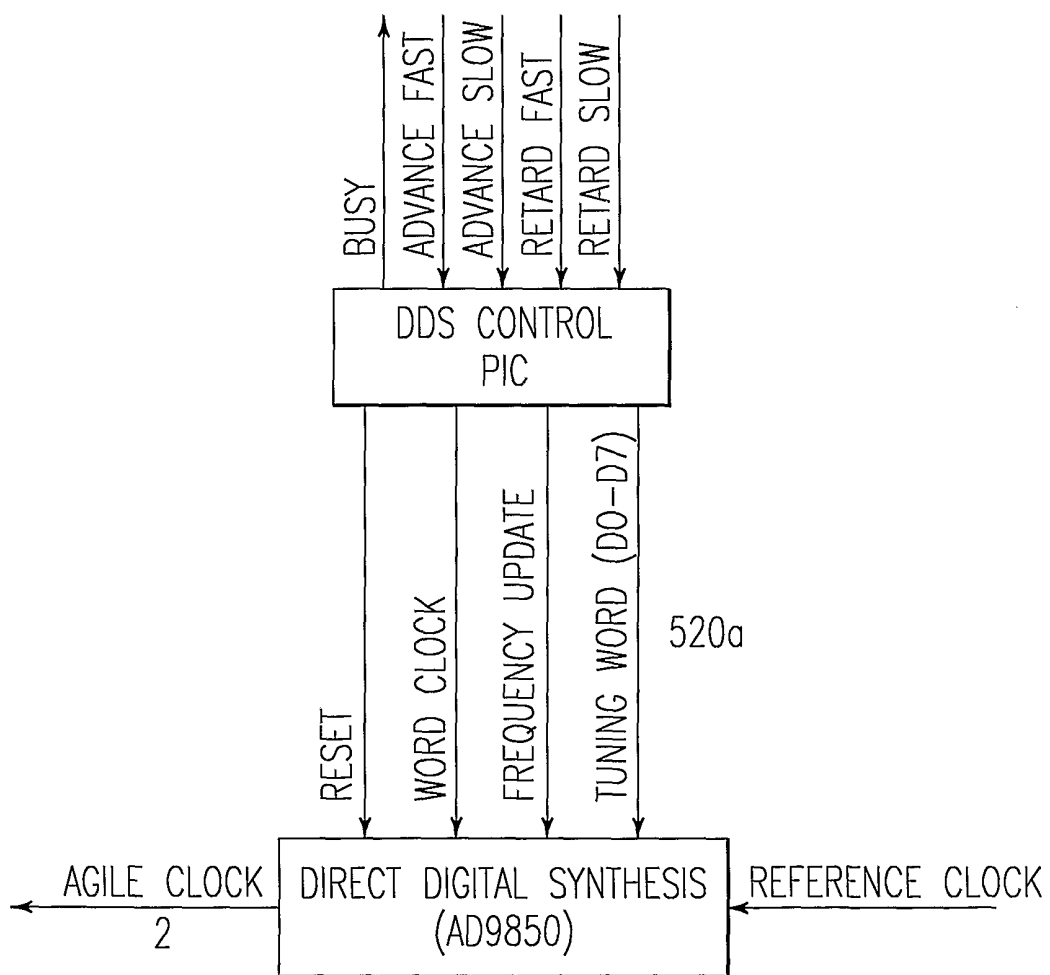 BUSY
ADVANCE FAST
ADVANCE SLOW
RETARD FAST
RETARD SLOW
DDS CONTROL
PIC
RESET
WORD CLOCK
FREQUENCY UPDATE
TUNING WORD (D0-D7)
520a
AGILE CLOCK
2
DIRECT DIGITAL SYNTHESIS
(AD9850)
REFERENCE CLOCK